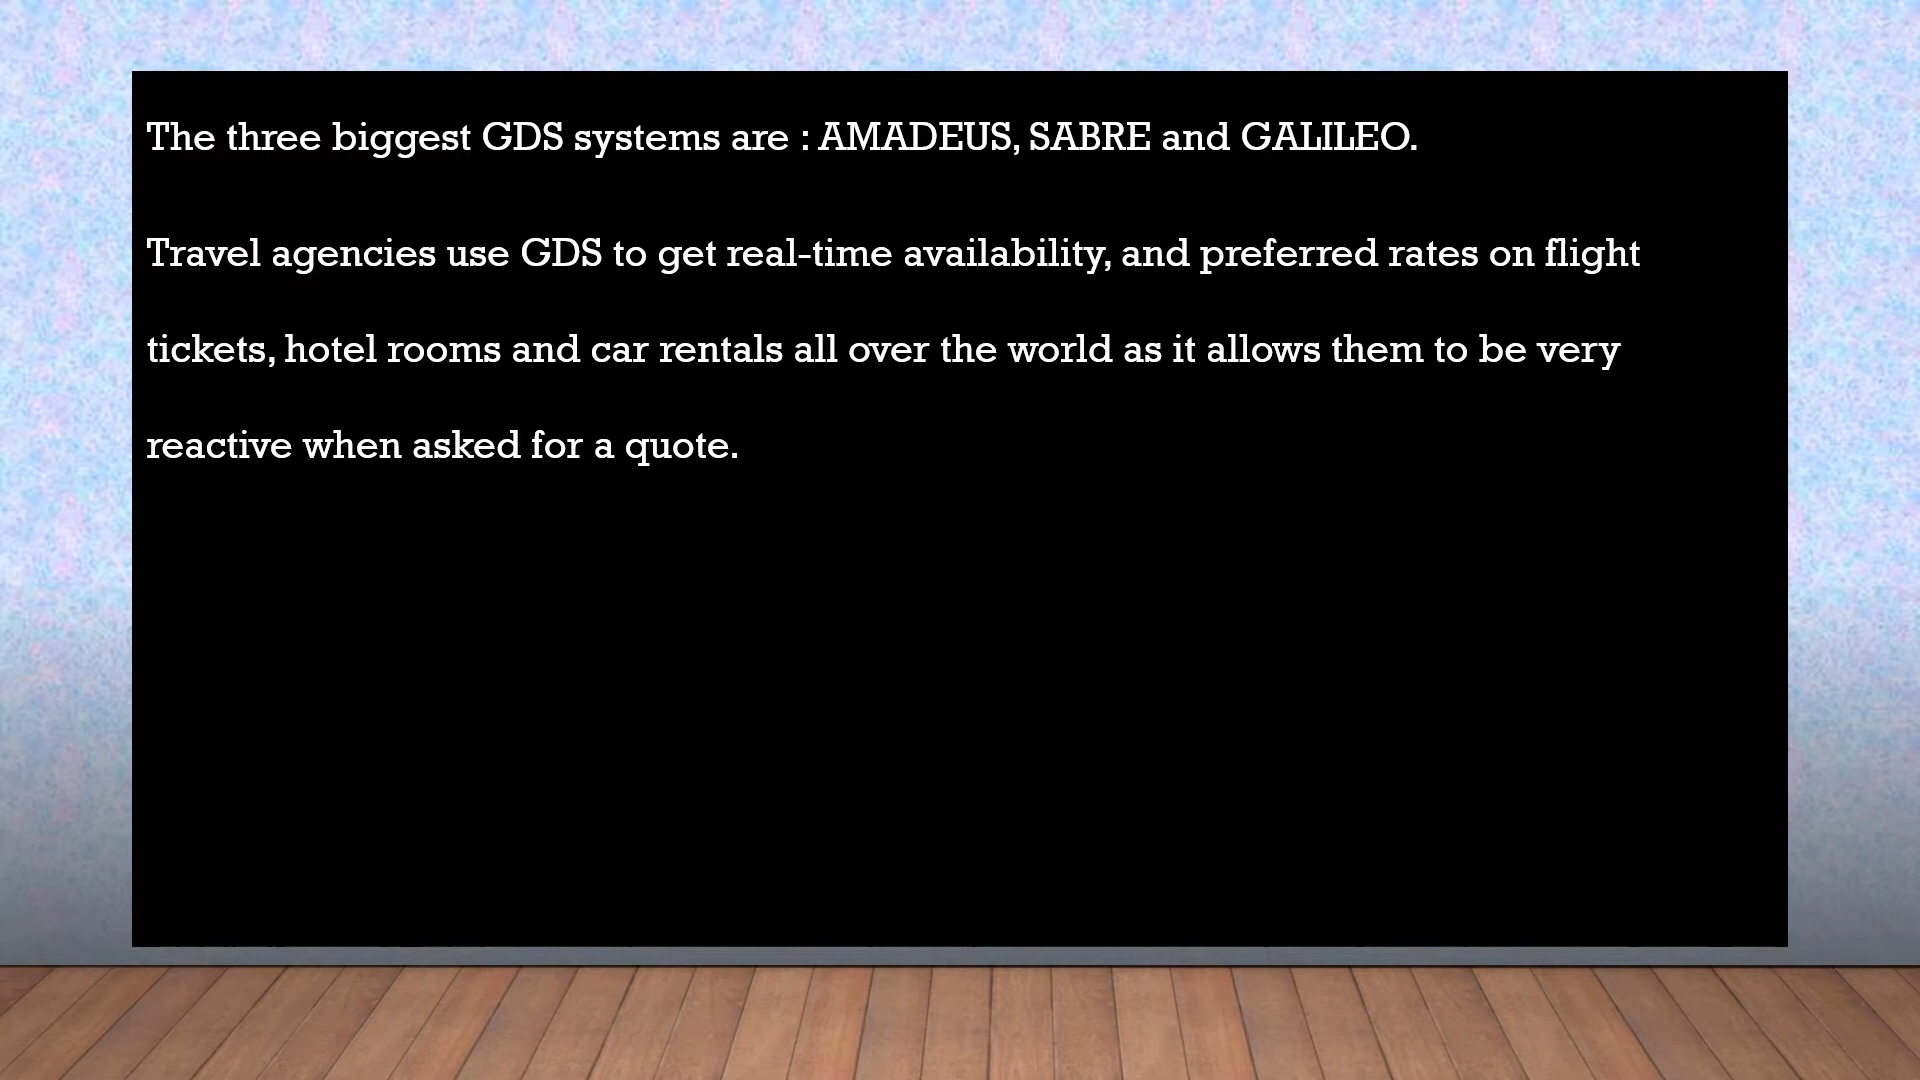 The three biggest GDS systems are : AMADEUS, SABRE and GALILEO.
Travel agencies use GDS to get real-time availability, and preferred rates on flight
tickets, hotel rooms and car rentals all over the world as it allows them to be very
reactive when asked for a quote.